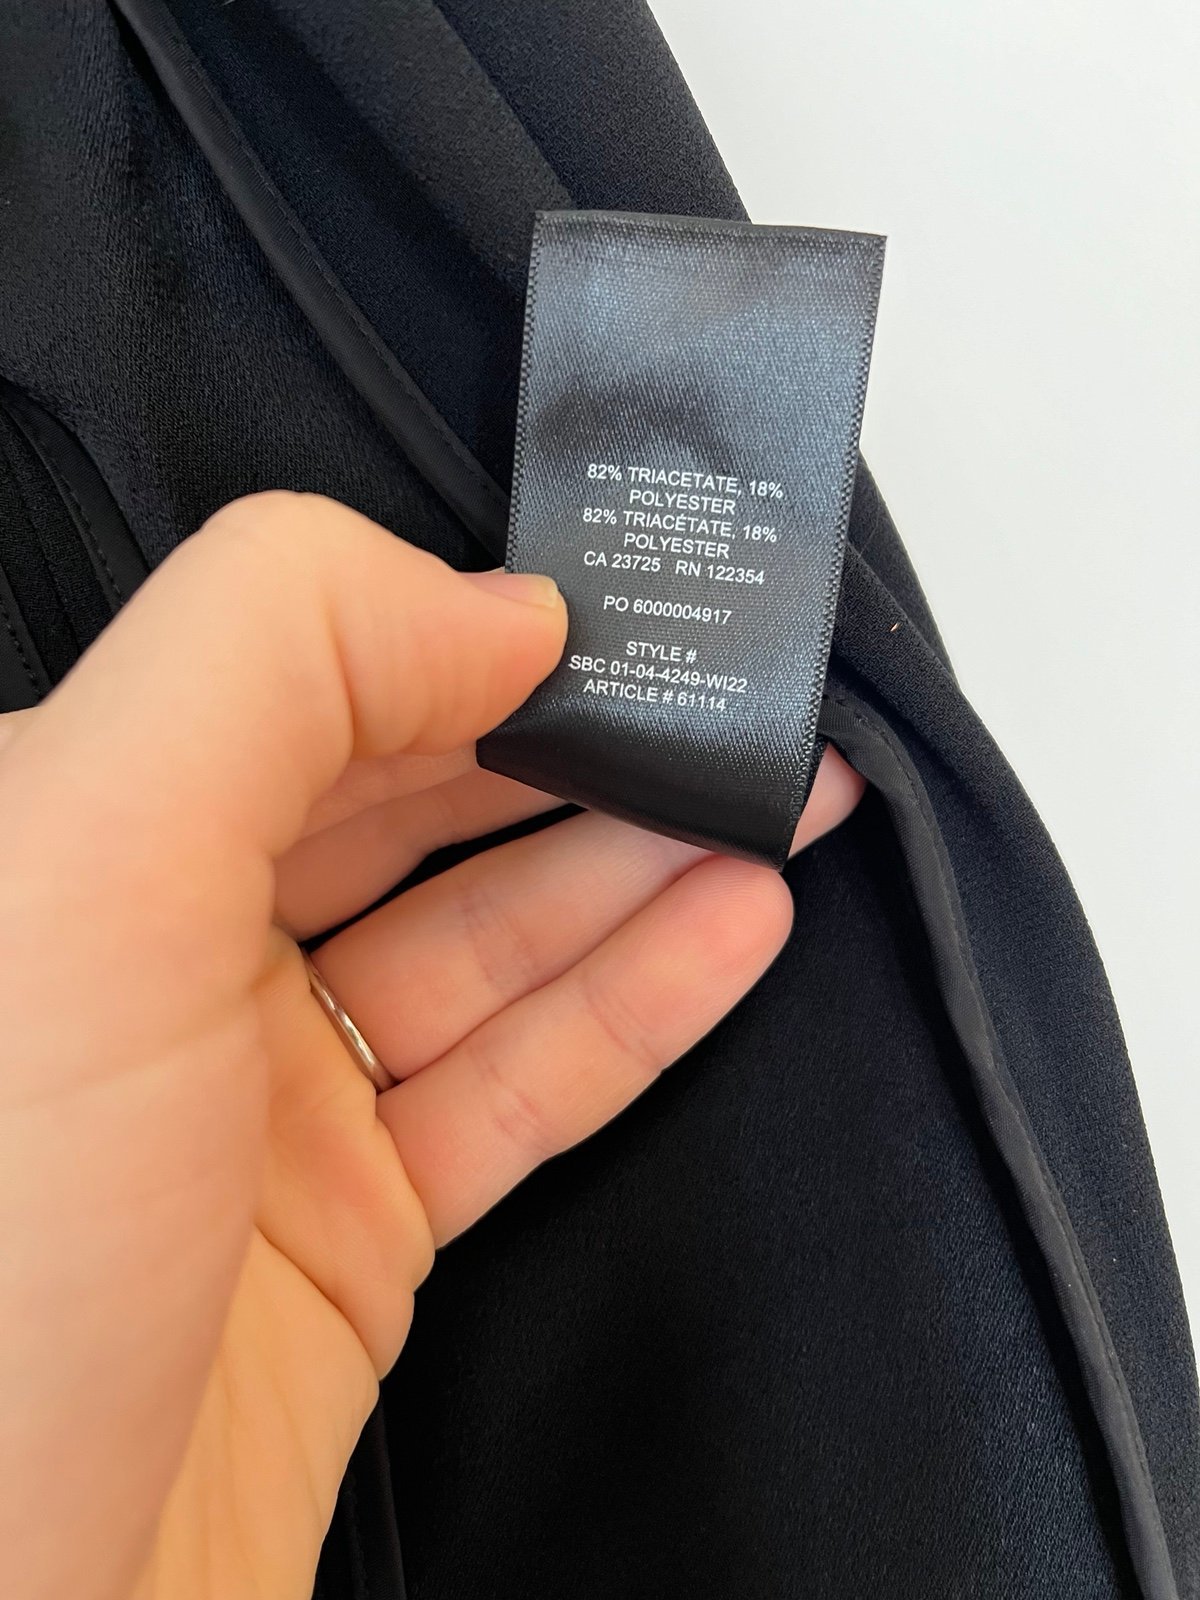 82% TRIACETATE, 18%
POLYESTER
82% TRIACÉTATE, 18%
POLYESTER
CA 23725 RN 122354
PO 6000004917
STYLE #
SBC 01-04-4249-WI22
ARTICLE # 61114